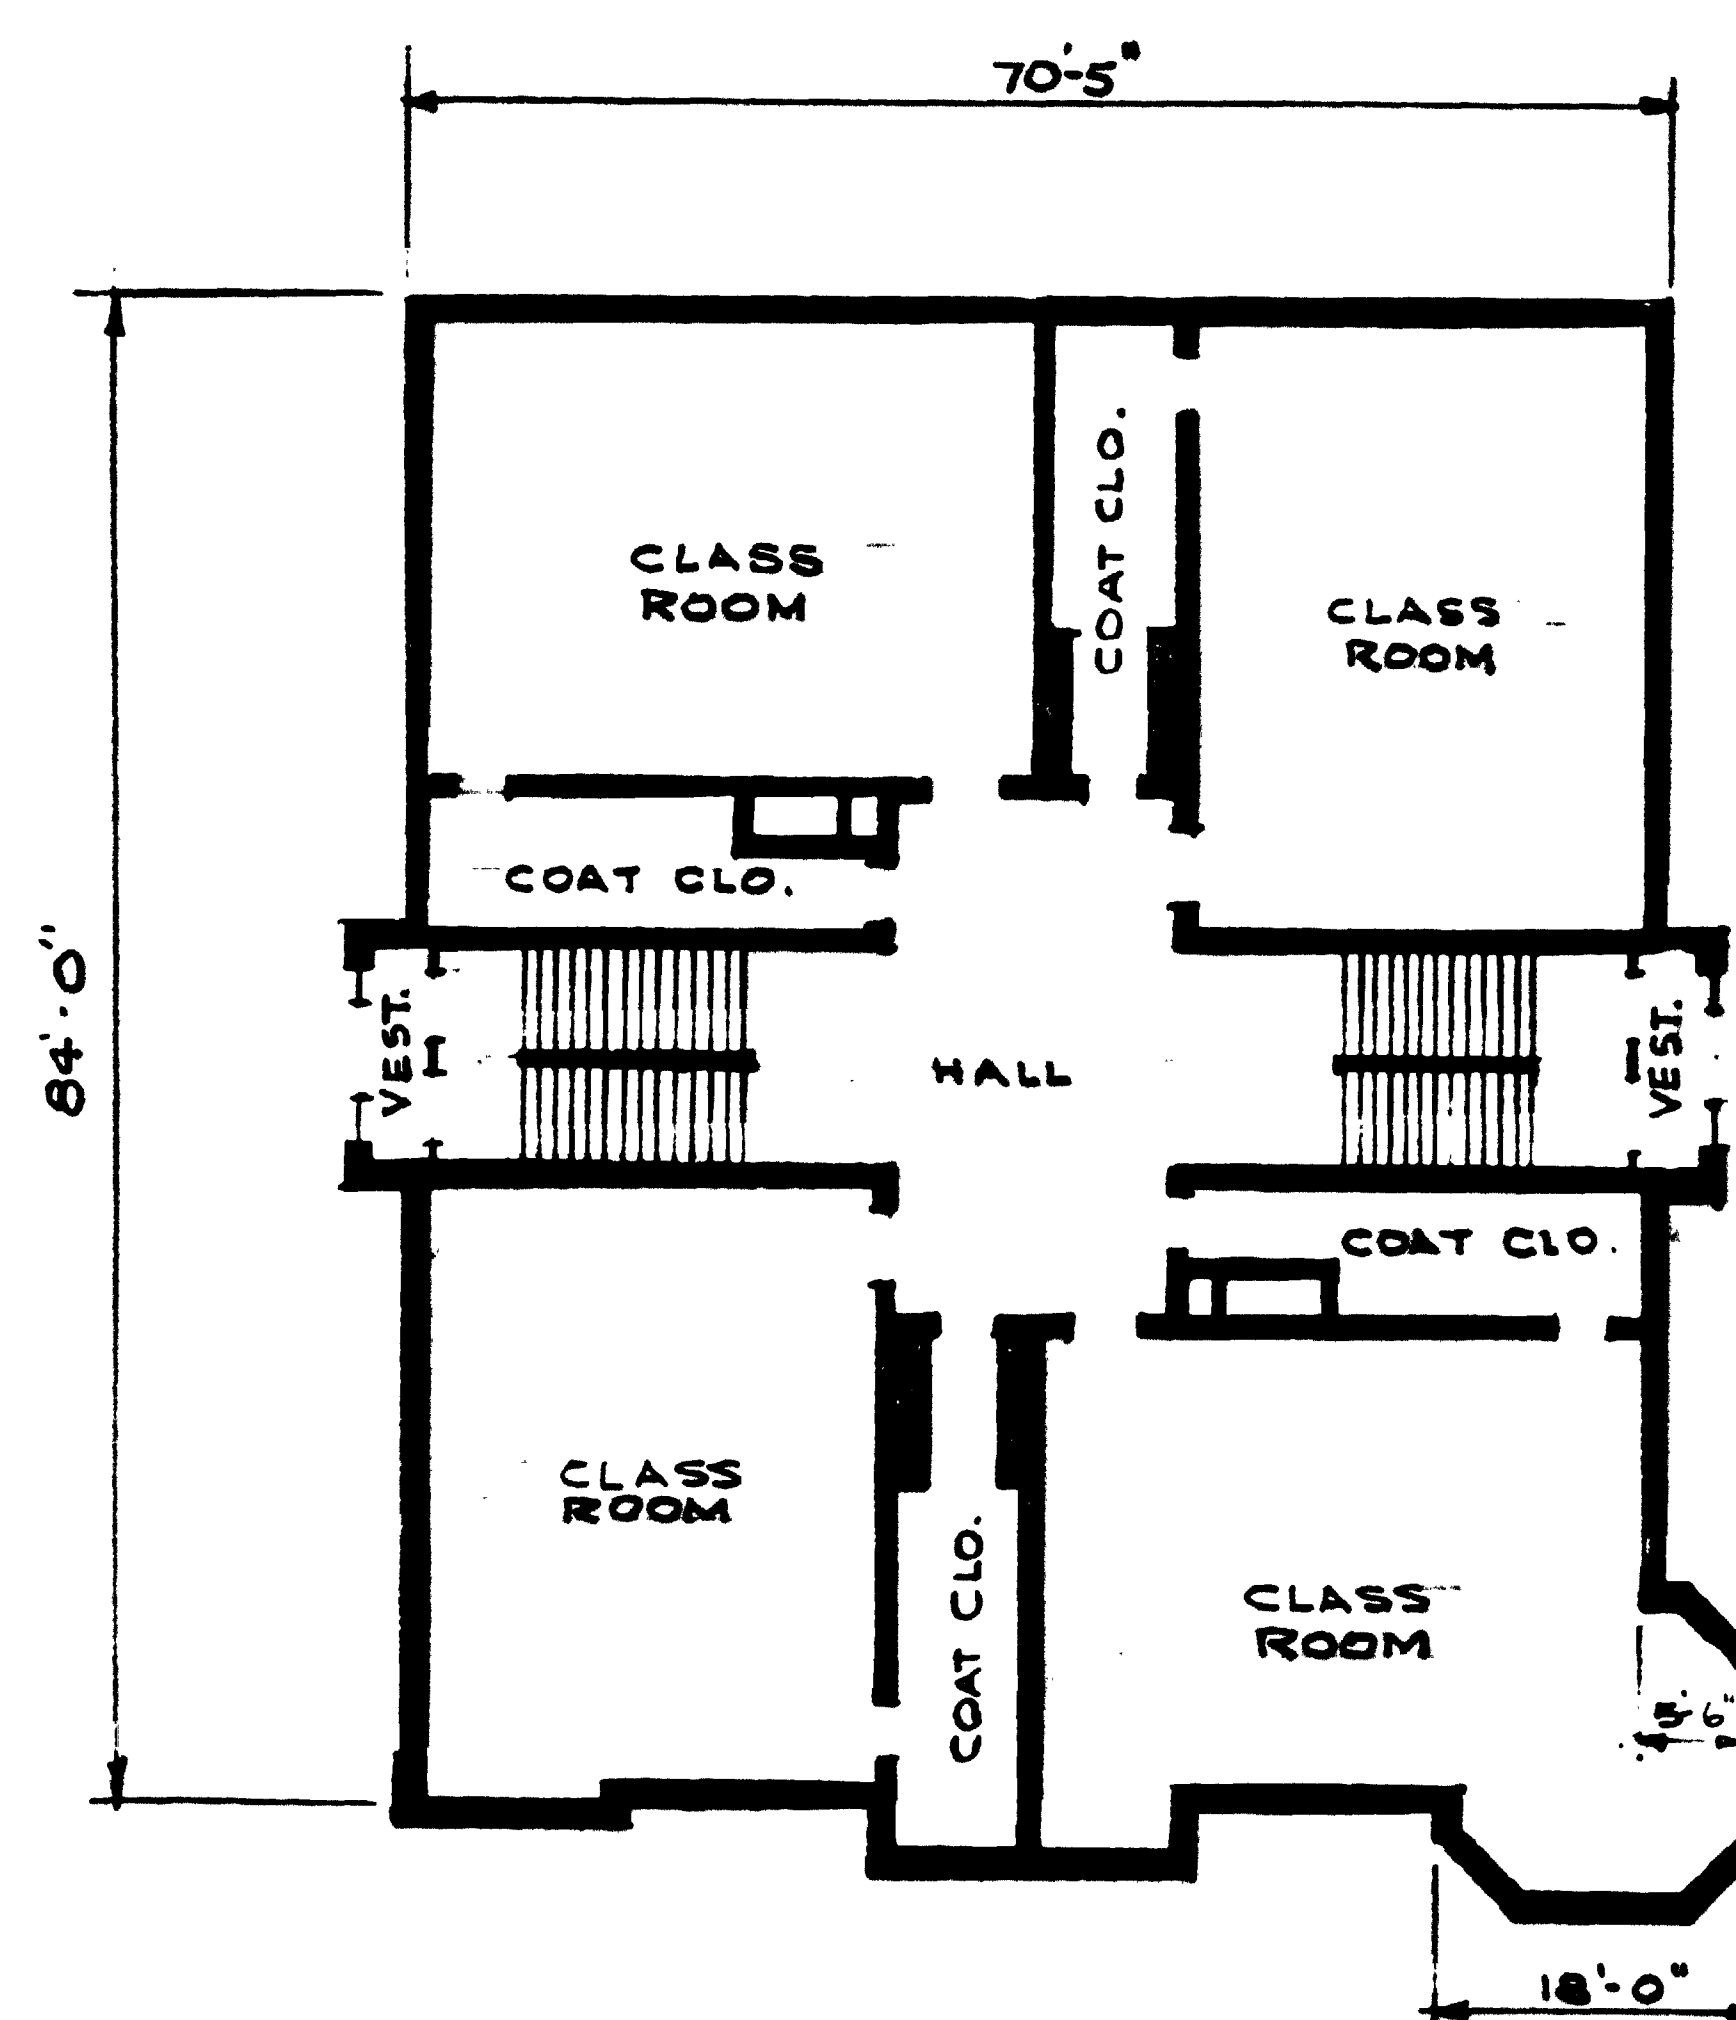 70'-5"
COAT CLO.
CLASS
ROOM
CLASS
ROOM
COAT CLO.
84'-0"
VEST.
HALL
VEST.
COAT CLO.
CLASS
ROOM
COAT CLO.
CLASS
ROOM
5'-6"
18'-0"